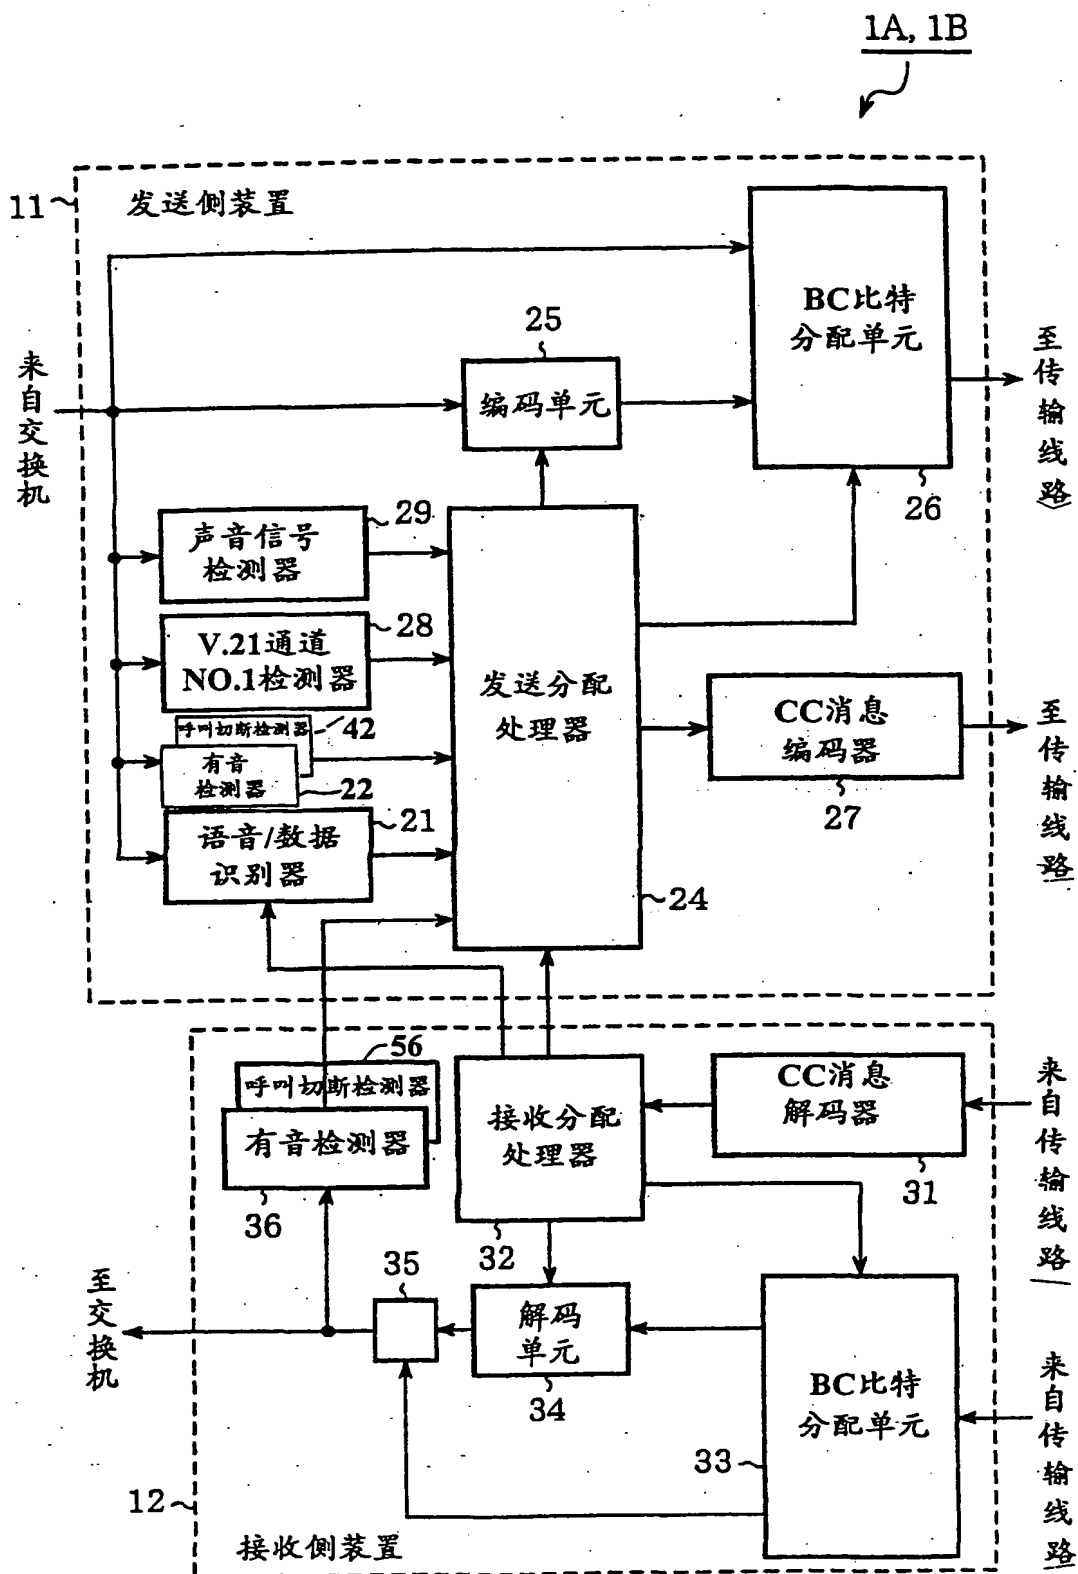 1A, 1B
11
发送侧装置
BC比特
分配单元
26
25
编码单元
来自交换机
至传输线路
声音信号
检测器
29
V.21通道
NO.1检测器
28
呼叫切断检测器
42
有音
检测器
22
语音/数据
识别器
21
发送分配
处理器
24
CC消息
编码器
27
至传输线路
56
呼叫切断检测器
有音检测器
36
接收分配
处理器
32
CC消息
解码器
31
来自传输线路
35
解码
单元
34
至交换机
BC比特
分配单元
33
来自传输线路
12
接收侧装置